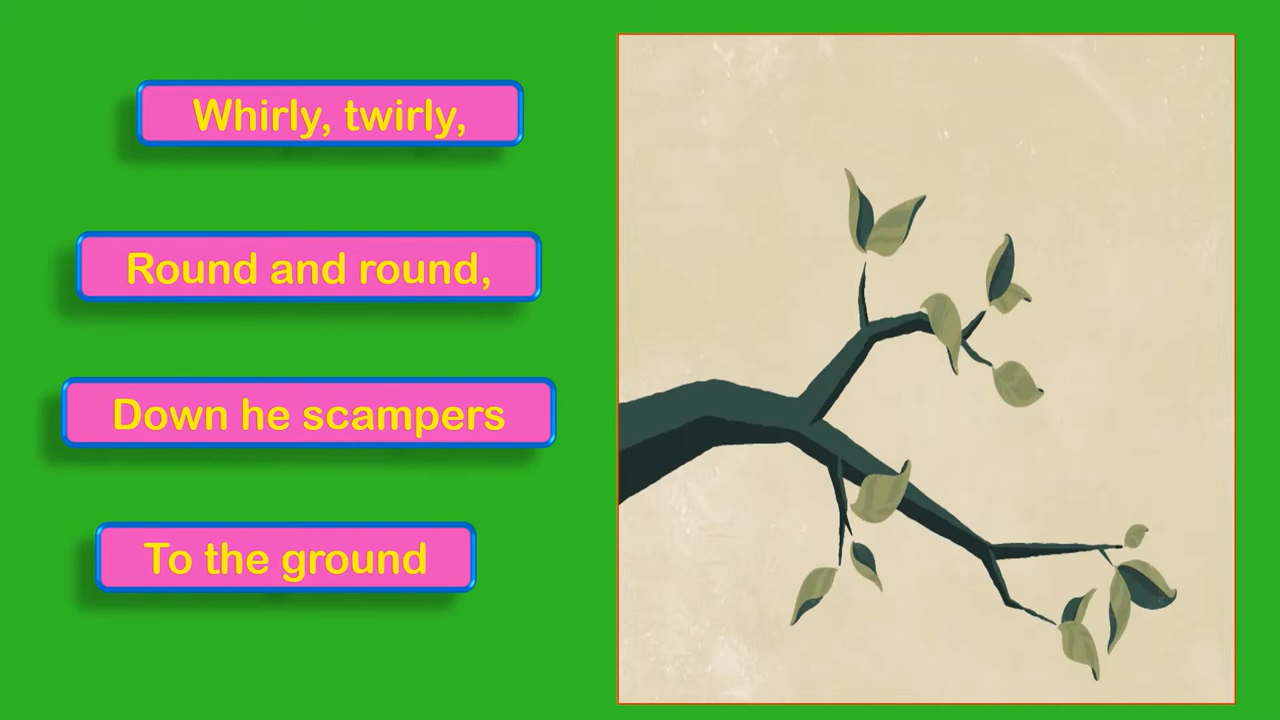 Whirly, twirly,
Round and round,
Down he scampers
To the ground